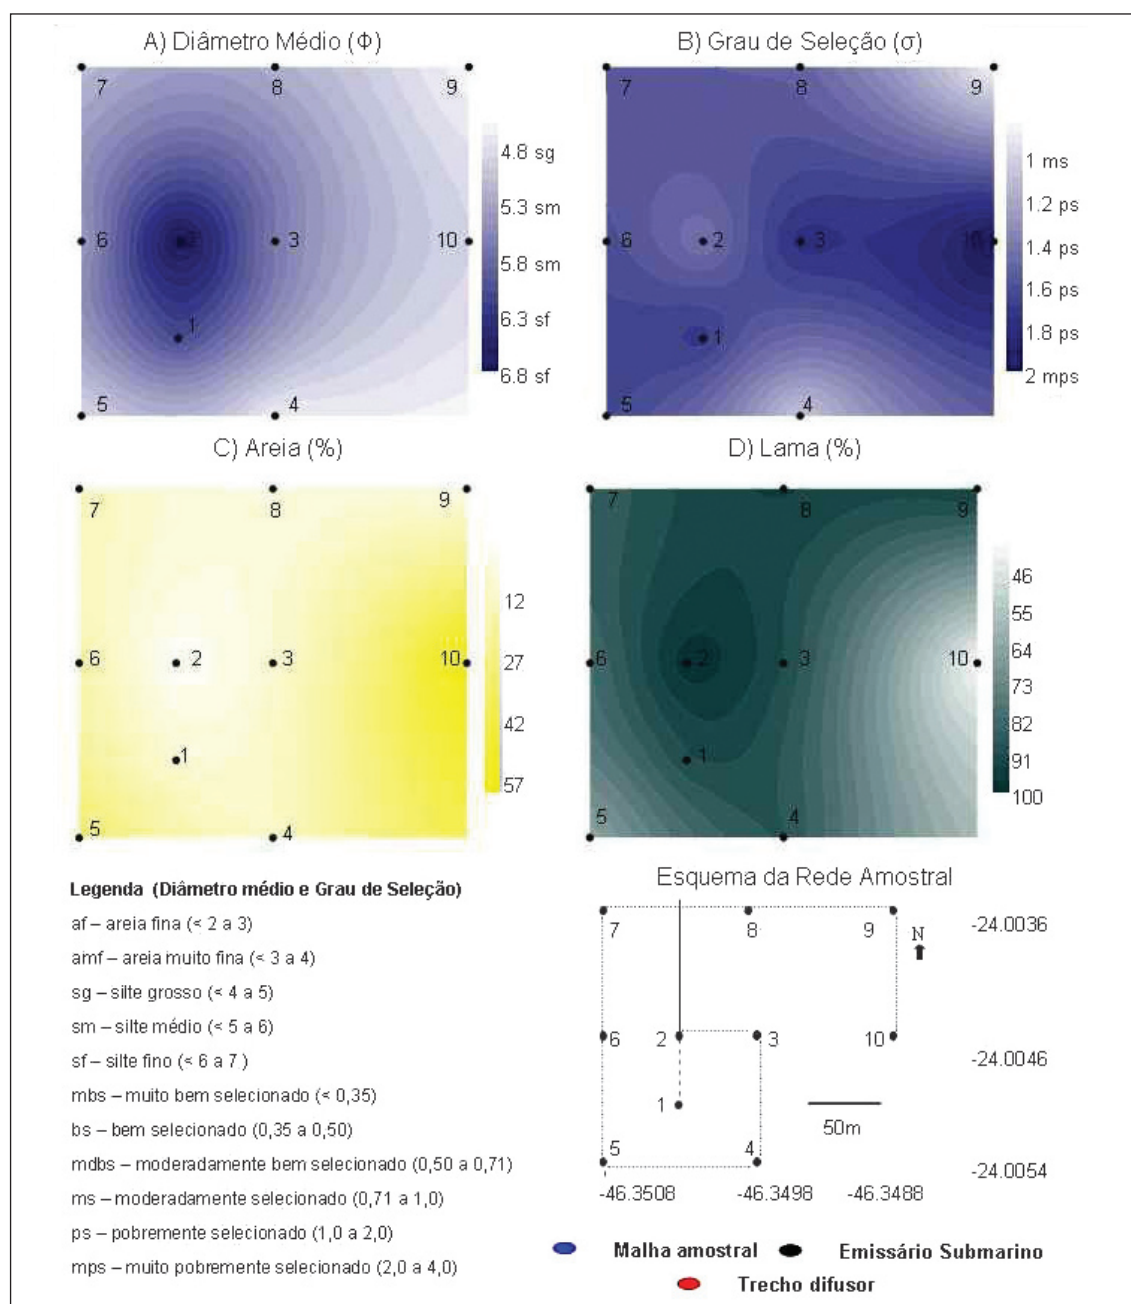 A) Diâmetro Médio (Φ)
7
8
9
6
2
3
10
1
5
4
4.8 sg
5.3 sm
5.8 sm
6.3 sf
6.8 sf
B) Grau de Seleção (σ)
7
8
9
6
2
3
10
1
5
4
1 ms
1.2 ps
1.4 ps
1.6 ps
1.8 ps
2 mps
C) Areia (%)
7
8
9
6
2
3
10
1
5
4
12
27
42
57
D) Lama (%)
7
8
9
6
2
3
10
1
5
4
46
55
64
73
82
91
100
Legenda (Diâmetro médio e Grau de Seleção)
af – areia fina (< 2 a 3)
amf – areia muito fina (< 3 a 4)
sg – silte grosso (< 4 a 5)
sm – silte médio (< 5 a 6)
sf – silte fino (< 6 a 7 )
mbs – muito bem selecionado (< 0,35)
bs – bem selecionado (0,35 a 0,50)
mdbs – moderadamente bem selecionado (0,50 a 0,71)
ms – moderadamente selecionado (0,71 a 1,0)
ps – pobremente selecionado (1,0 a 2,0)
mps – muito pobremente selecionado (2,0 a 4,0)
Esquema da Rede Amostral
7
8
9
N
-24.0036
6
2
3
10
-24.0046
1
50m
5
4
-24.0054
-46.3508
-46.3498
-46.3488
Malha amostral
Emissário Submarino
Trecho difusor